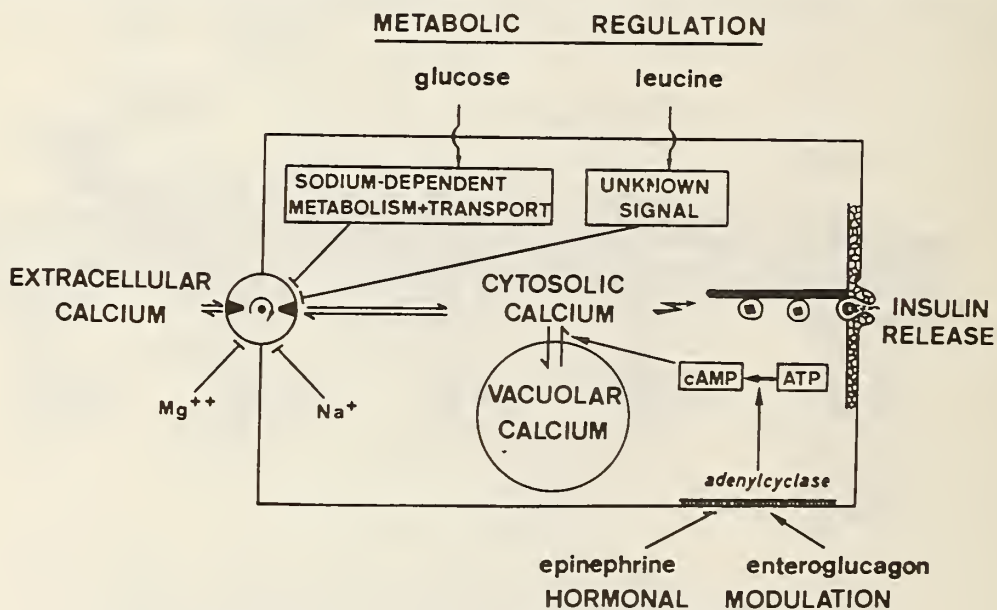 METABOLIC REGULATION
glucose leucine
SODIUM-DEPENDENT
METABOLISM+TRANSPORT
UNKNOWN
SIGNAL
EXTRACELLULAR
CALCIUM
CYTOSOLIC
CALCIUM
INSULIN
RELEASE
Mg++
Na+
VACUOLAR
CALCIUM
cAMP
ATP
adenylcyclase
epinephrine enteroglucagon
HORMONAL MODULATION